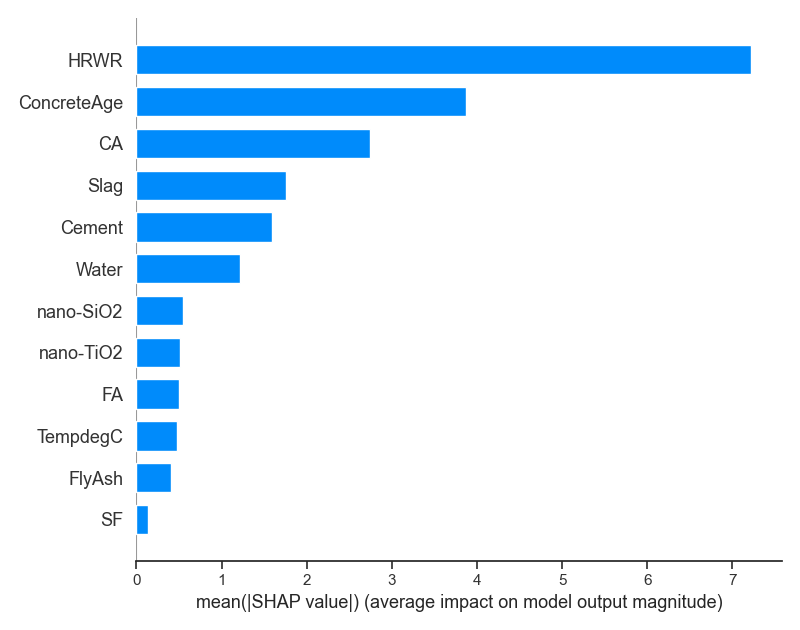 HRWR
ConcreteAge
CA
Slag
Cement
Water
nano-SiO2
nano-TiO2
FA
TempdegC
FlyAsh
SF
0 1 2 3 4 5 6 7
mean(|SHAP value|) (average impact on model output magnitude)